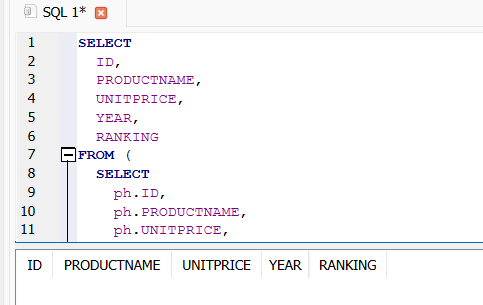 SQL 1*
1 SELECT
2 ID,
3 PRODUCTNAME,
4 UNITPRICE,
5 YEAR,
6 RANKING
7 FROM (
8 SELECT
9 ph.ID,
10 ph.PRODUCTNAME,
11 ph.UNITPRICE,
ID PRODUCTNAME UNITPRICE YEAR RANKING